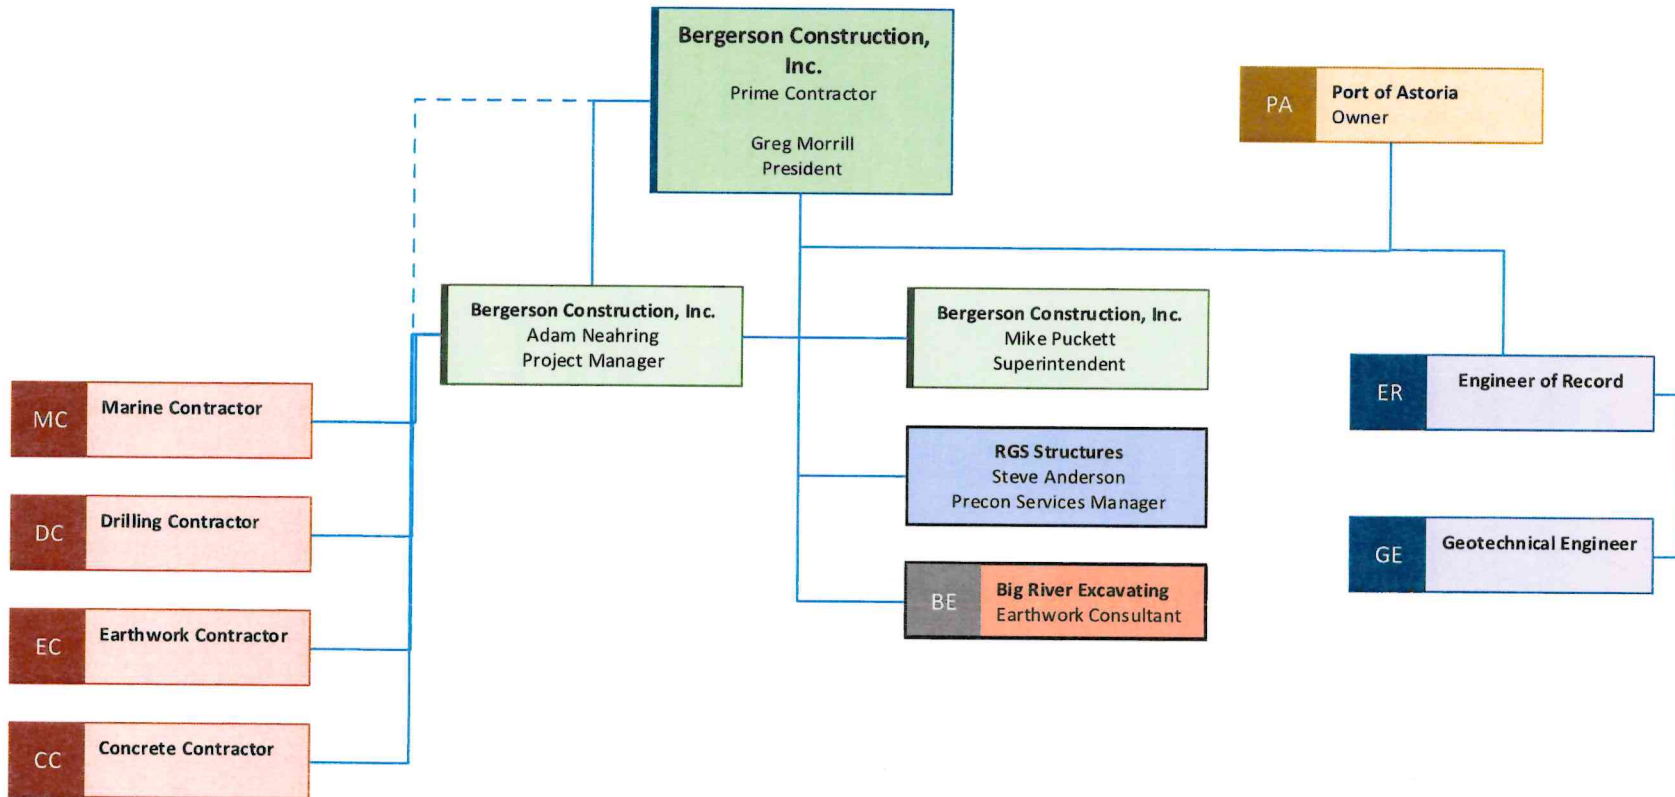 Bergerson Construction,
Inc.
Prime Contractor
Greg Morrill
President
PA
Port of Astoria
Owner
Bergerson Construction, Inc.
Adam Neahring
Project Manager
Bergerson Construction, Inc.
Mike Puckett
Superintendent
MC
Marine Contractor
ER
Engineer of Record
RGS Structures
Steve Anderson
Precon Services Manager
DC
Drilling Contractor
GE
Geotechnical Engineer
BE
Big River Excavating
Earthwork Consultant
EC
Earthwork Contractor
CC
Concrete Contractor